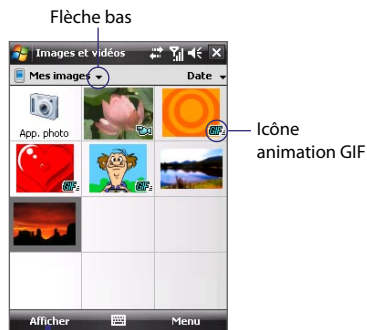 Flèche bas
Images et vidéos
Mes images Date
App. photo
GIF
Icône
animation GIF
GIF
GIF
Afficher Menu